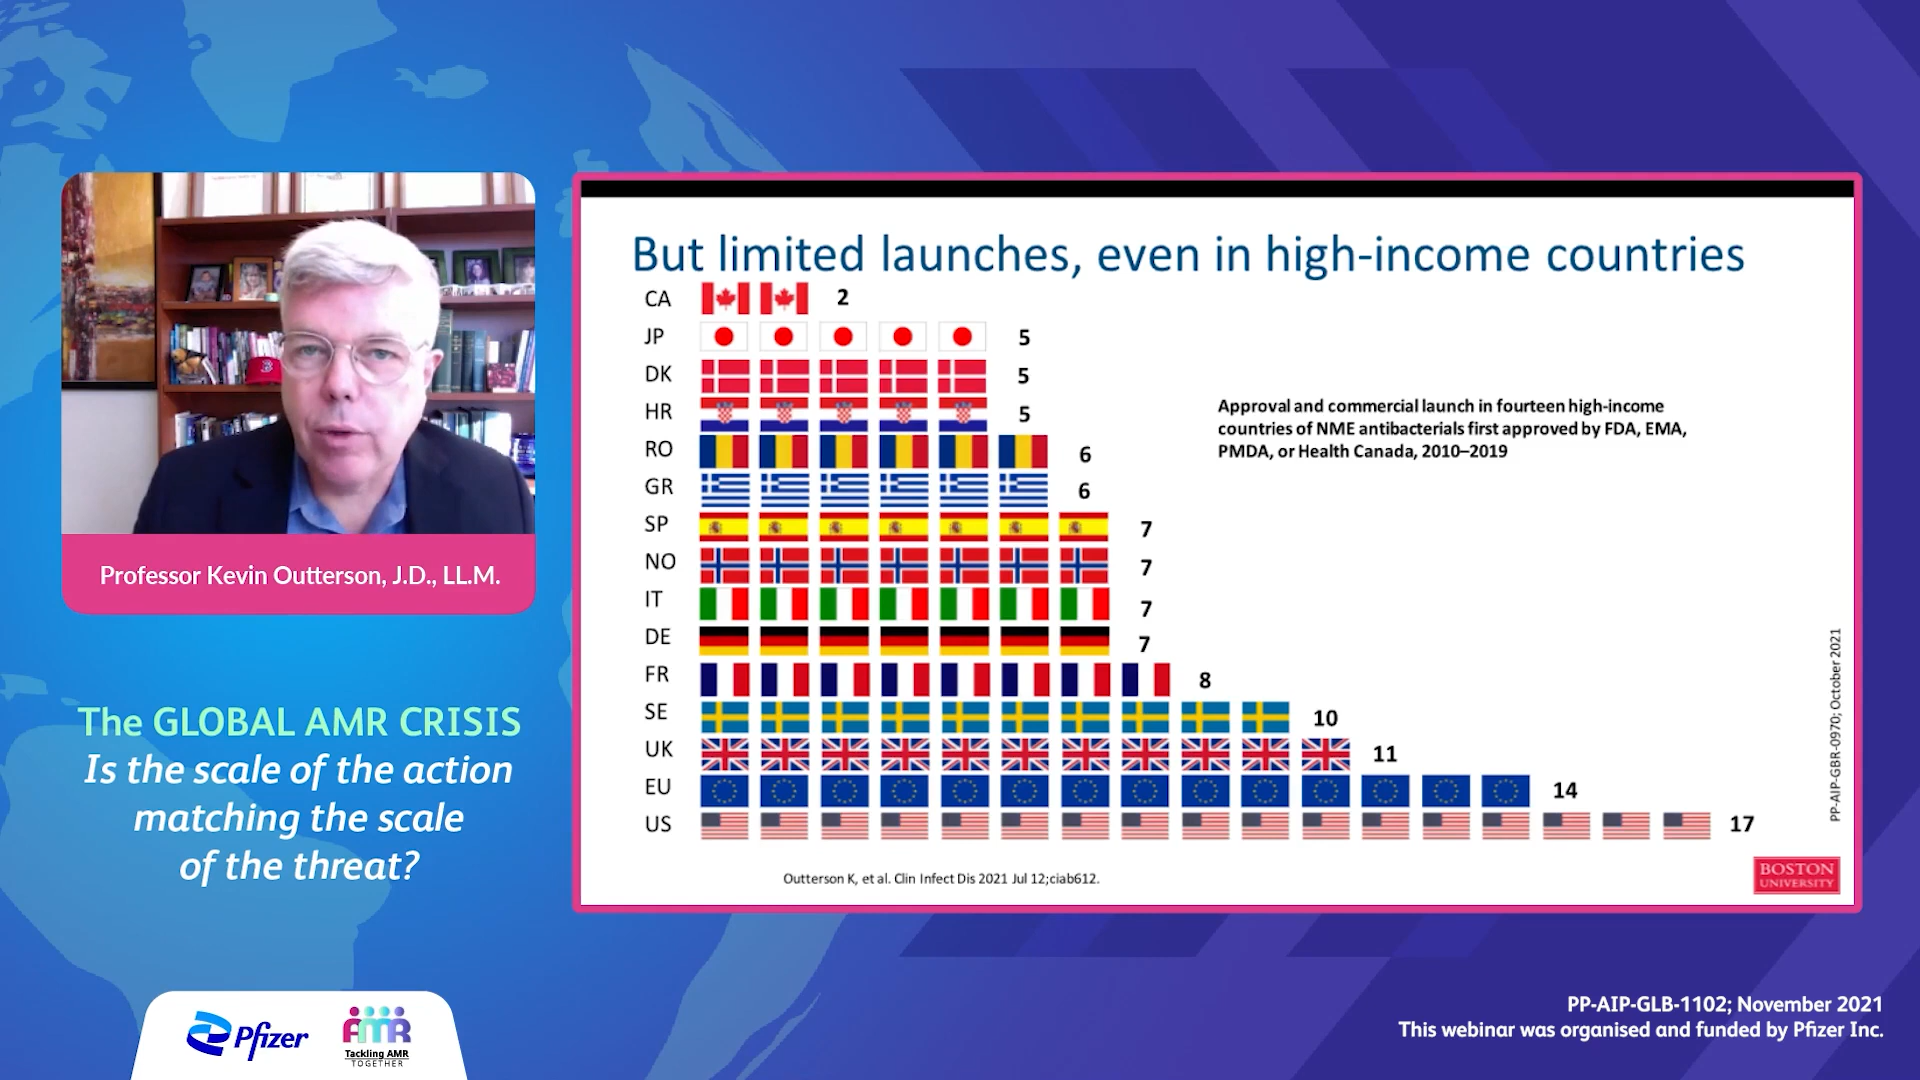 Professor Kevin Outterson, J.D., LL.M.
The GLOBAL AMR CRISIS
Is the scale of the action
matching the scale
of the threat?
Pfizer
AMR
Tackling AMR
TOGETHER
But limited launches, even in high-income countries
CA 2
JP 5
DK 5
HR 5
RO 6
GR 6
SP 7
NO 7
IT 7
DE 7
FR 8
SE 10
UK 11
EU 14
US 17
Approval and commercial launch in fourteen high-income
countries of NME antibacterials first approved by FDA, EMA,
PMDA, or Health Canada, 2010–2019
PP-AIP-GBR-0970; October 2021
Outterson K, et al. Clin Infect Dis 2021 Jul 12;ciab612.
BOSTON
UNIVERSITY
PP-AIP-GLB-1102; November 2021
This webinar was organised and funded by Pfizer Inc.